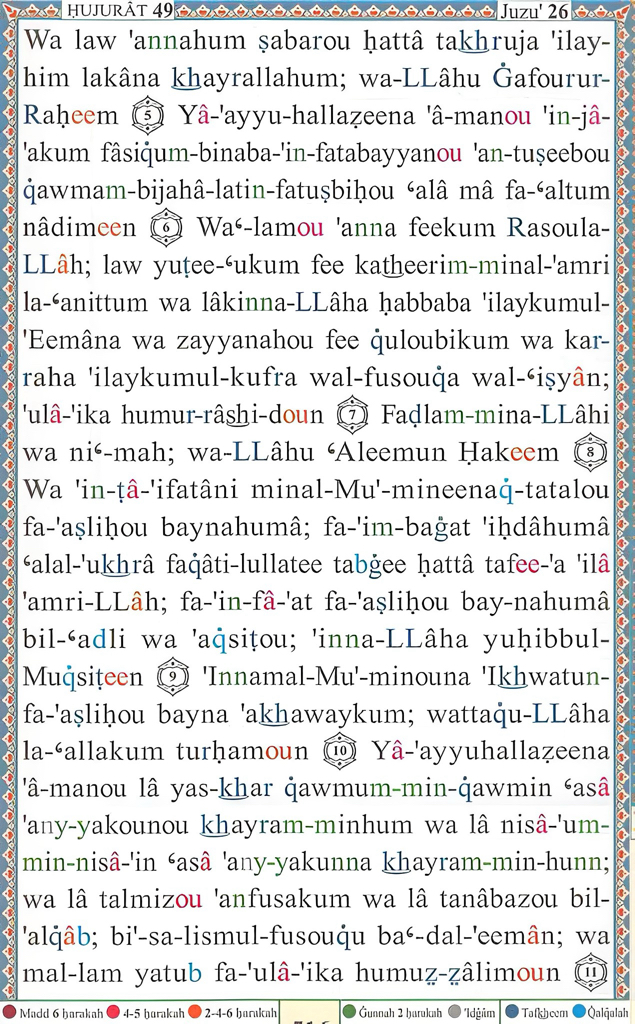 ḤUJURÂT 49
Juzu' 26
Wa law 'annahum ṣabarou ḥattâ takhruja 'ilay-
him lakâna khayrallahum; wa-LLâhu Ġafourur-
Raḥeem 5 Yâ-'ayyu-hallaẓeena 'â-manou 'in-jâ-
'akum fâsiq̇um-binaba-'in-fatabayyanou 'an-tuṣeebou
q̇awmam-bijahâ-latin-fatuṣbiḥou ʻalâ mâ fa-ʻaltum
nâdimeen 6 Waʻ-lamou 'anna feekum Rasoula-
LLâh; law yuṭee-ʻukum fee katheerim-minal-'amri
la-ʻanittum wa lâkinna-LLâha ḥabbaba 'ilaykumul-
'Eemâna wa zayyanahou fee q̇uloubikum wa kar-
raha 'ilaykumul-kufra wal-fusouq̇a wal-ʻiṣyân;
'ulâ-'ika humur-râshi-doun 7 Faḍlam-mina-LLâhi
wa niʻ-mah; wa-LLâhu ʻAleemun Ḥakeem 8
Wa 'in-ṭâ-'ifatâni minal-Mu'-mineenaq̇-tatalou
fa-'aṣliḥou baynahumâ; fa-'im-baġat 'iḥdâhumâ
ʻalal-'ukhrâ faq̇âti-lullatee tabġee ḥattâ tafee-'a 'ilâ
'amri-LLâh; fa-'in-fâ-'at fa-'aṣliḥou bay-nahumâ
bil-ʻadli wa 'aq̇siṭou; 'inna-LLâha yuḥibbul-
Muq̇siṭeen 9 'Innamal-Mu'-minouna 'Ikhwatun-
fa-'aṣliḥou bayna 'akhawaykum; wattaq̇u-LLâha
la-ʻallakum turḥamoun 10 Yâ-'ayyuhallaẓeena
'â-manou lâ yas-khar q̇awmum-min-q̇awmin ʻasâ
'any-yakounou khayram-minhum wa lâ nisâ-'um-
min-nisâ-'in ʻasâ 'any-yakunna khayram-min-hunn;
wa lâ talmizou 'anfusakum wa lâ tanâbazou bil-
'alq̇âb; bi'-sa-lismul-fusouq̇u baʻ-dal-'eemân; wa
mal-lam yatub fa-'ulâ-'ika humuẓ-ẓâlimoun 11
Madd 6 ḥarakah 4-5 ḥarakah 2-4-6 ḥarakah Ġunnah 2 ḥarakah 'Idġâm Tafkheem Qalqalah